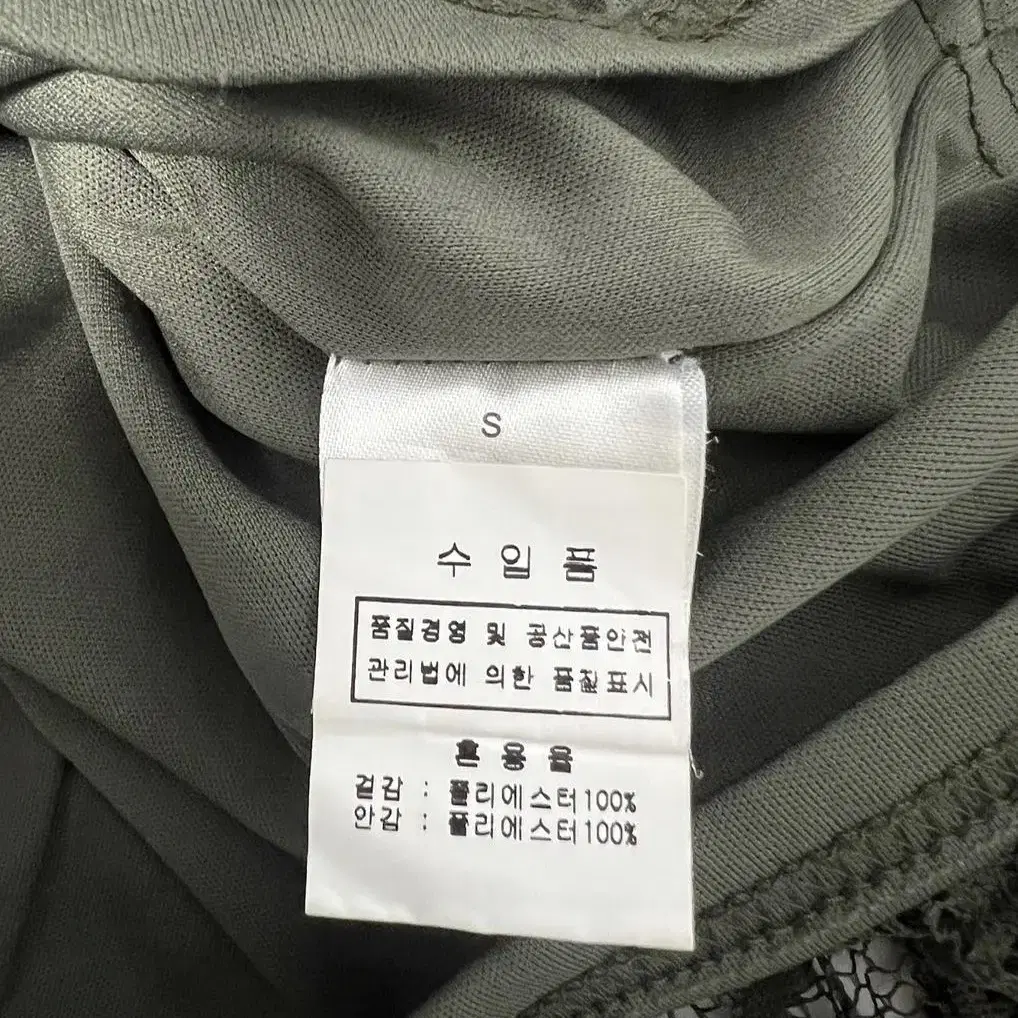 S
수입품
품질경영 및 공산품안전
관리법에 의한 품질표시
혼용율
겉감 : 폴리에스터100%
안감 : 폴리에스터100%